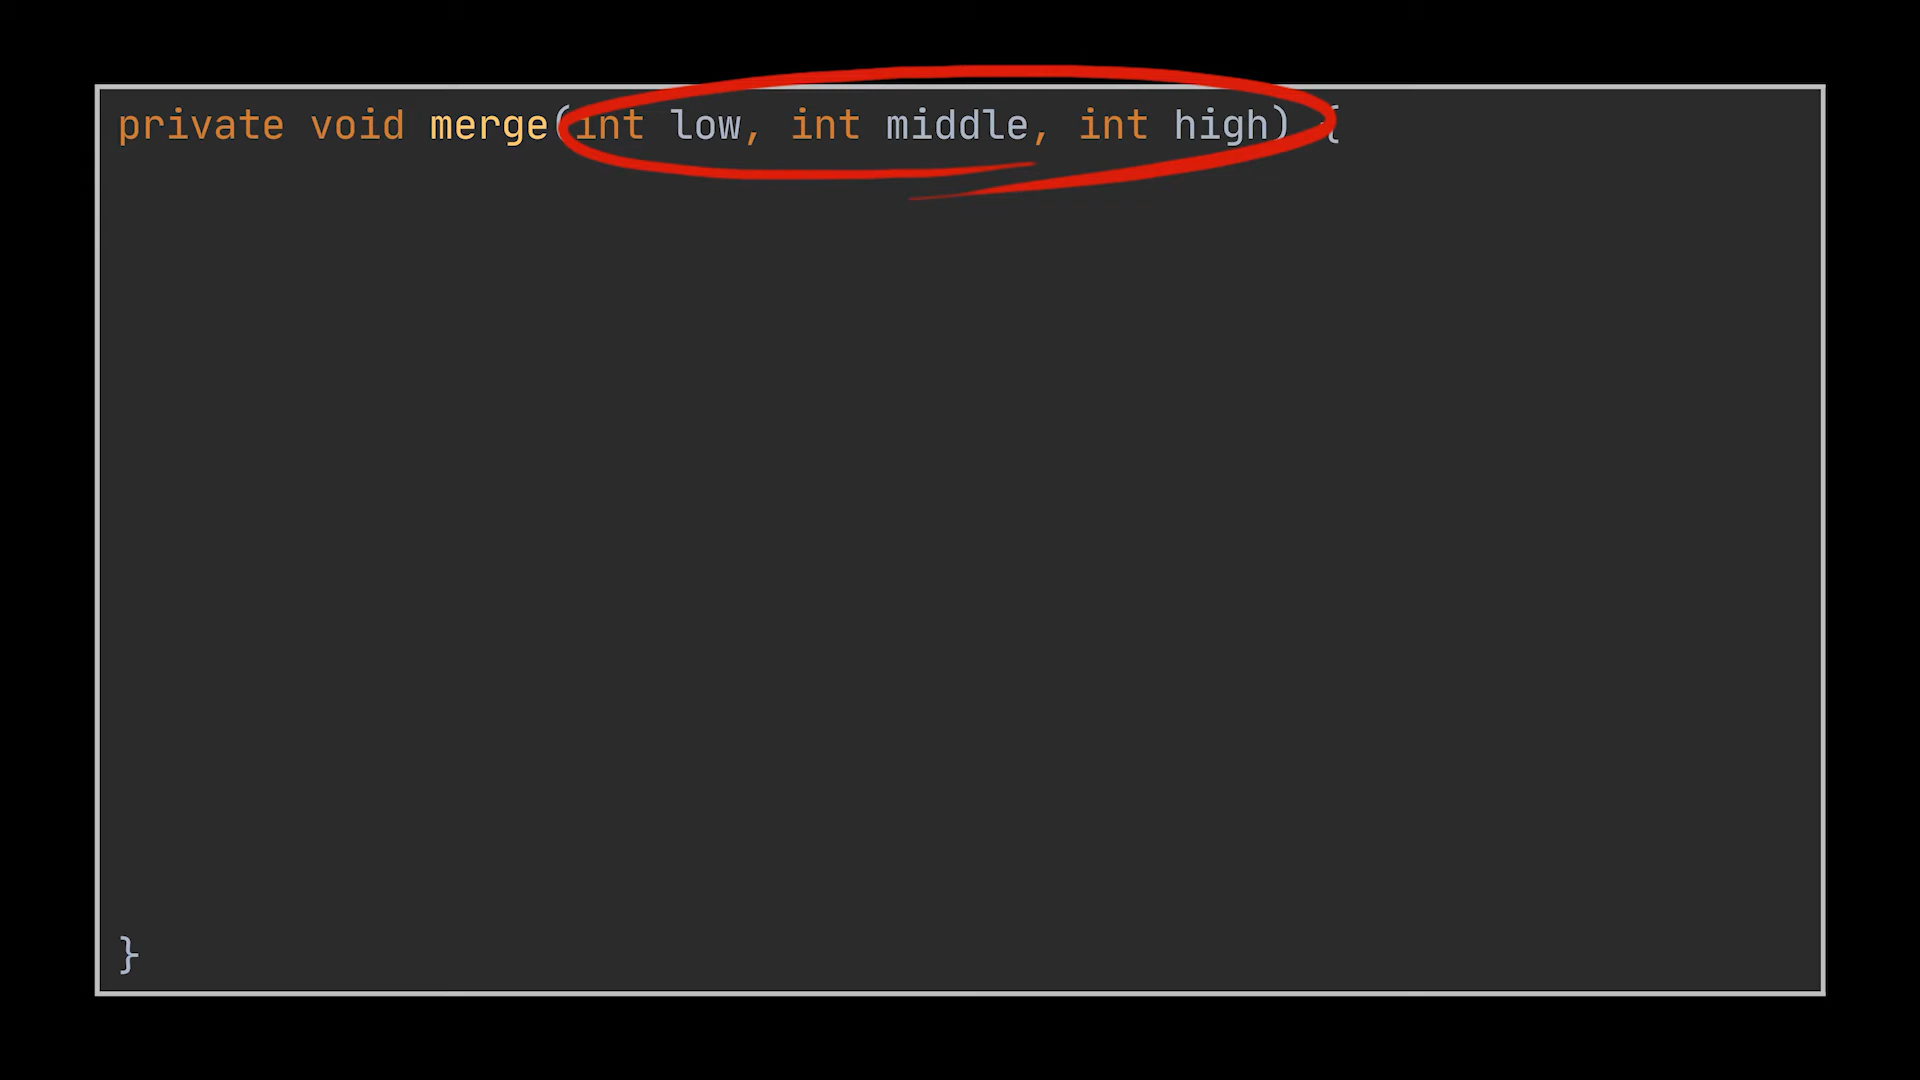 private void merge(int low, int middle, int high) {
}